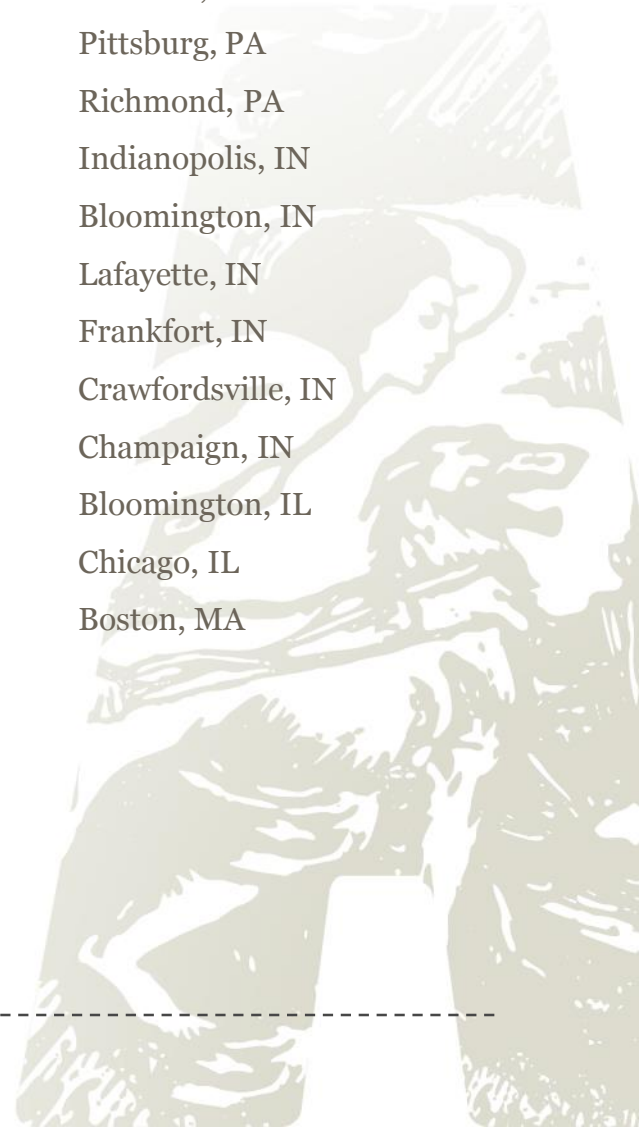 Pittsburg, PA
Richmond, PA
Indianopolis, IN
Bloomington, IN
Lafayette, IN
Frankfort, IN
Crawfordsville, IN
Champaign, IN
Bloomington, IL
Chicago, IL
Boston, MA